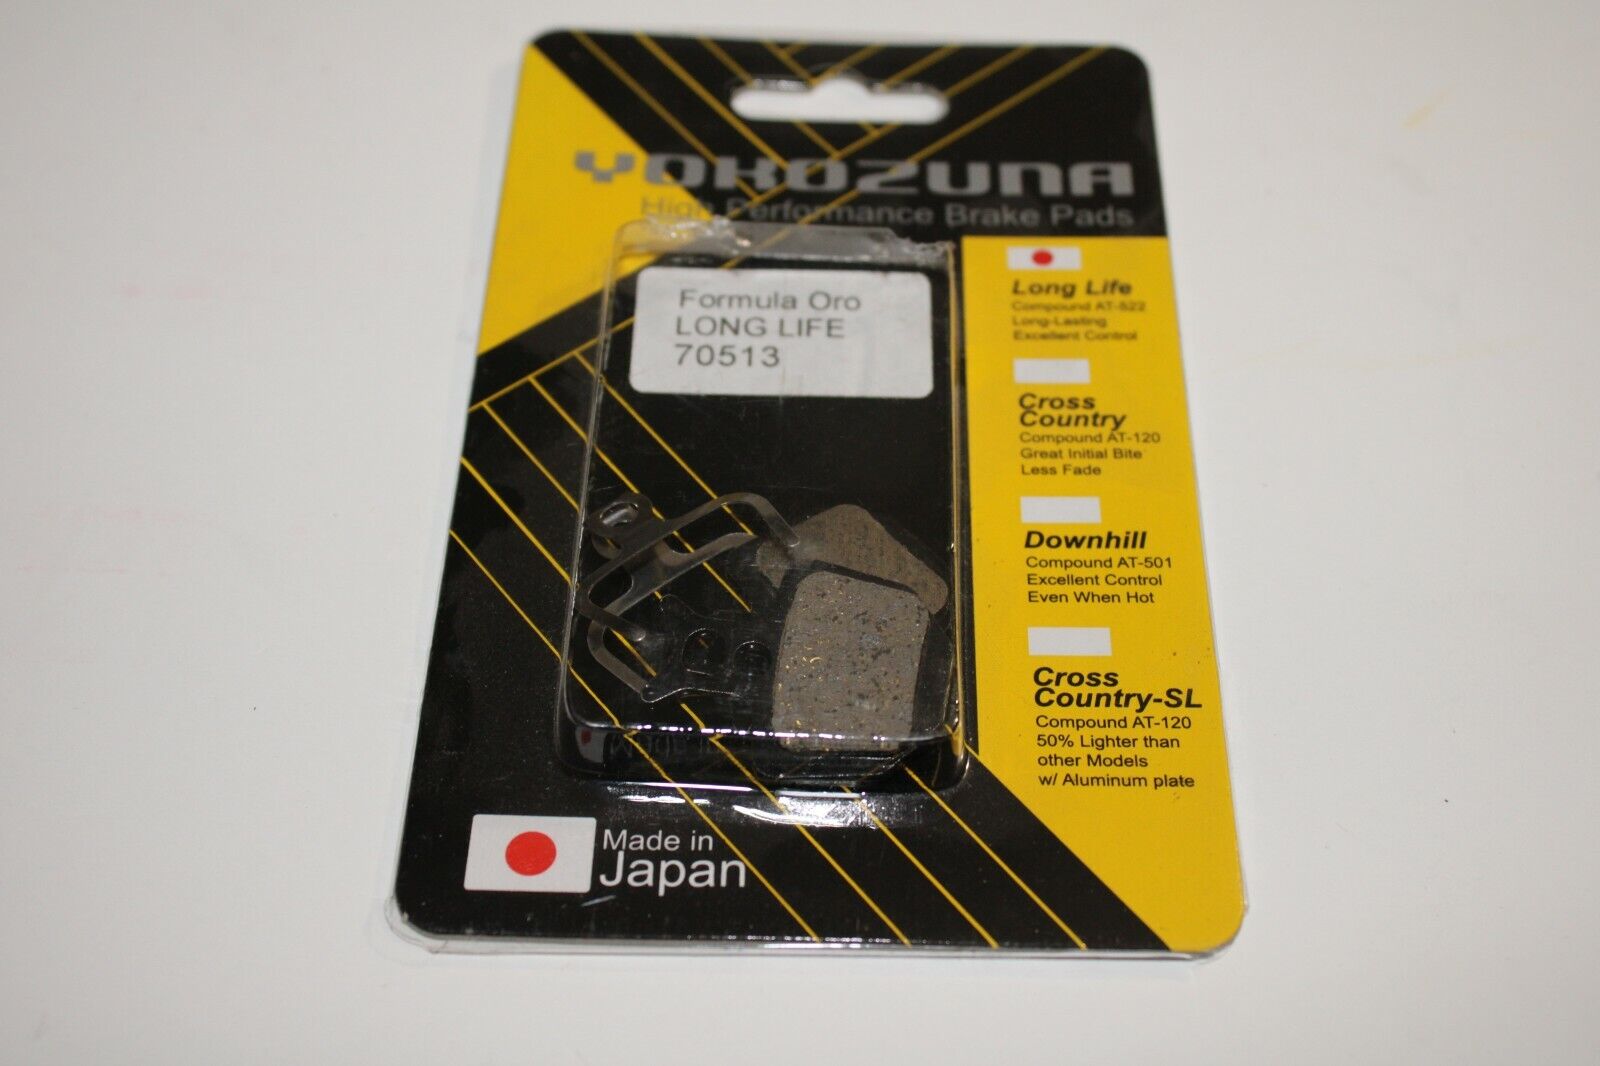 YOKOZUNA
High Performance Brake Pads
Formula Oro
LONG LIFE
70513
Long Life
Compound AT-522
Long-Lasting
Excellent Control
Cross
Country
Compound AT-120
Great Initial Bite
Less Fade
Downhill
Compound AT-501
Excellent Control
Even When Hot
Cross
Country-SL
Compound AT-120
50% Lighter than
other Models
w/ Aluminum plate
Made in
Japan